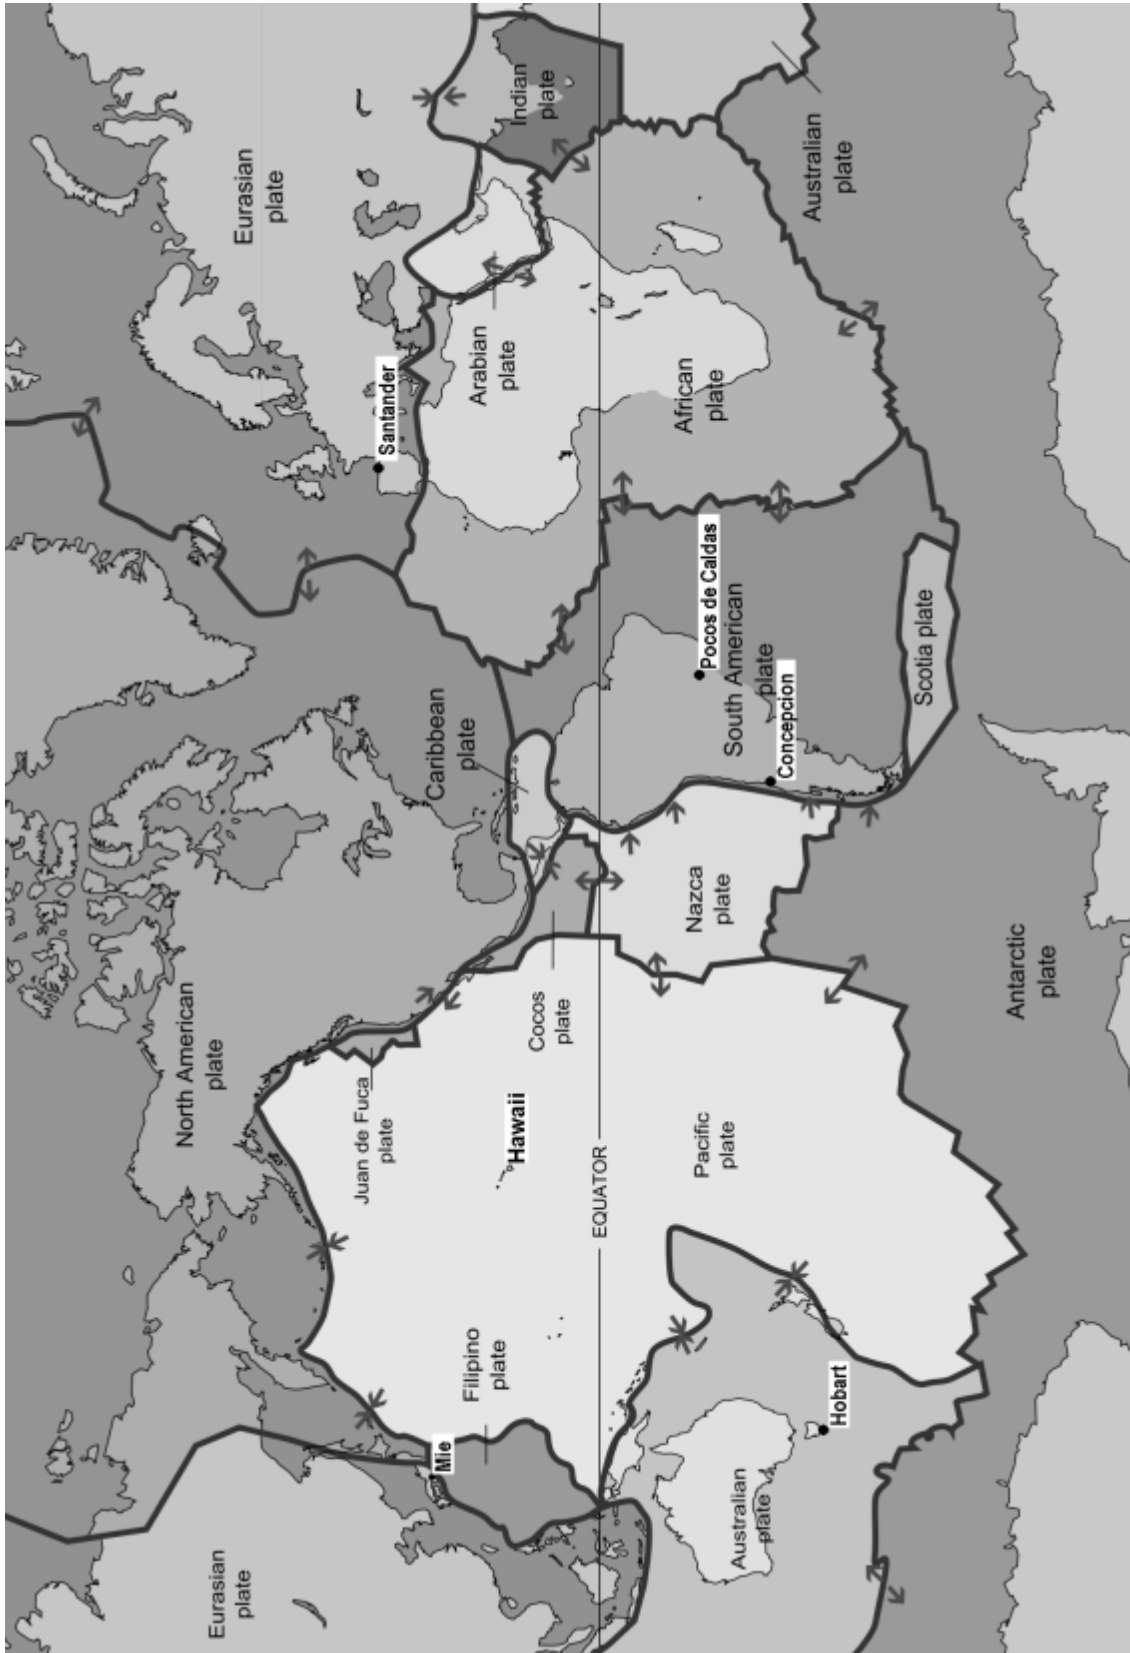 Eurasian
plate
North American
plate
Eurasian
plate
Juan de Fuca
plate
Caribbean
plate
Santander
Filipino
plate
Mie
Hawaii
Cocos
plate
Arabian
plate
Indian
plate
EQUATOR
Pacific
plate
Nazca
plate
South American
plate
Pocos de Caldas
Concepcion
African
plate
Australian
plate
Hobart
Australian
plate
Scotia plate
Antarctic
plate